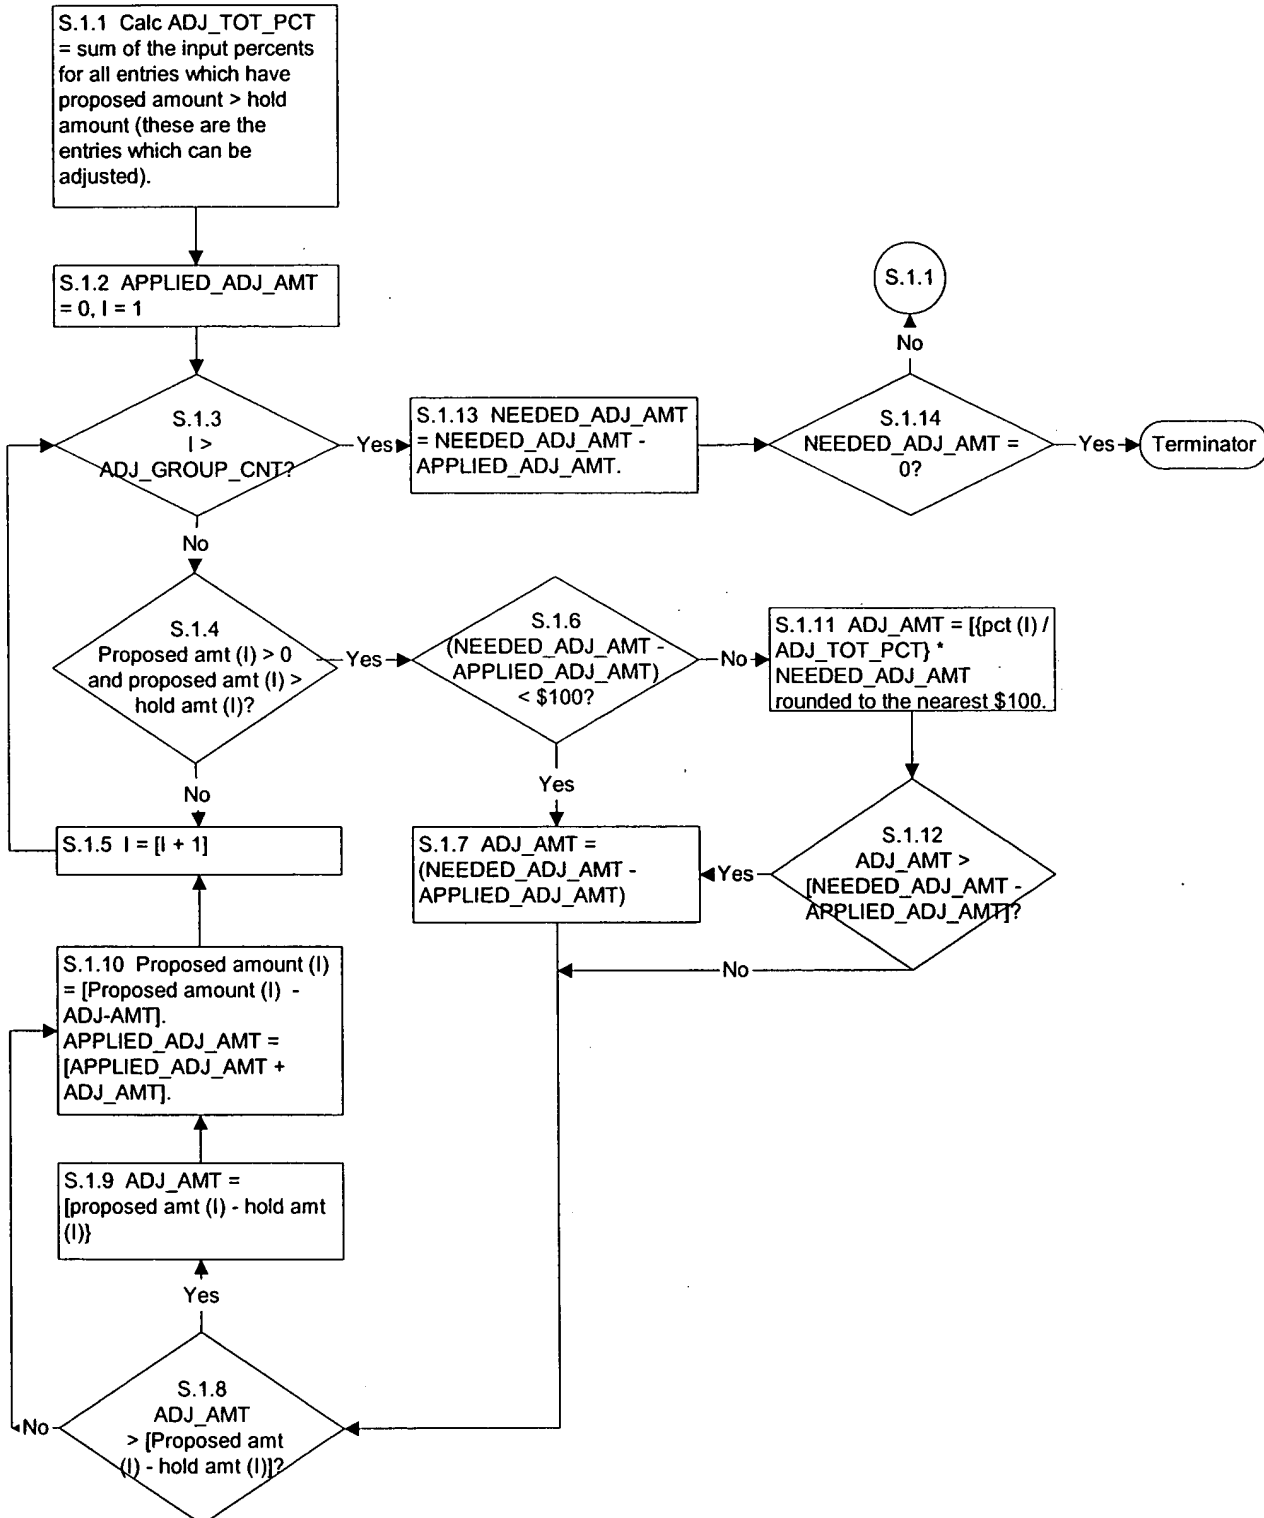 S.1.1 Calc ADJ_TOT_PCT
= sum of the input percents
for all entries which have
proposed amount > hold
amount (these are the
entries which can be
adjusted).
S.1.2 APPLIED_ADJ_AMT
= 0, I = 1
S.1.1
No
S.1.3
I >
ADJ_GROUP_CNT?
Yes
S.1.13 NEEDED_ADJ_AMT
= NEEDED_ADJ_AMT -
APPLIED_ADJ_AMT.
S.1.14
NEEDED_ADJ_AMT =
0?
Yes
Terminator
No
S.1.4
Proposed amt (I) > 0
and proposed amt (I) >
hold amt (I)?
Yes
S.1.6
(NEEDED_ADJ_AMT -
APPLIED_ADJ_AMT)
< $100?
No
S.1.11 ADJ_AMT = [{pct (I) /
ADJ_TOT_PCT} *
NEEDED_ADJ_AMT
rounded to the nearest $100.
No
Yes
S.1.5 I = [I + 1]
S.1.7 ADJ_AMT =
(NEEDED_ADJ_AMT -
APPLIED_ADJ_AMT)
Yes
S.1.12
ADJ_AMT >
[NEEDED_ADJ_AMT -
APPLIED_ADJ_AMT]?
No
S.1.10 Proposed amount (I)
= [Proposed amount (I) -
ADJ-AMT].
APPLIED_ADJ_AMT =
[APPLIED_ADJ_AMT +
ADJ_AMT].
S.1.9 ADJ_AMT =
[proposed amt (I) - hold amt
(I)}
Yes
S.1.8
ADJ_AMT
> [Proposed amt
(I) - hold amt (I)]?
No